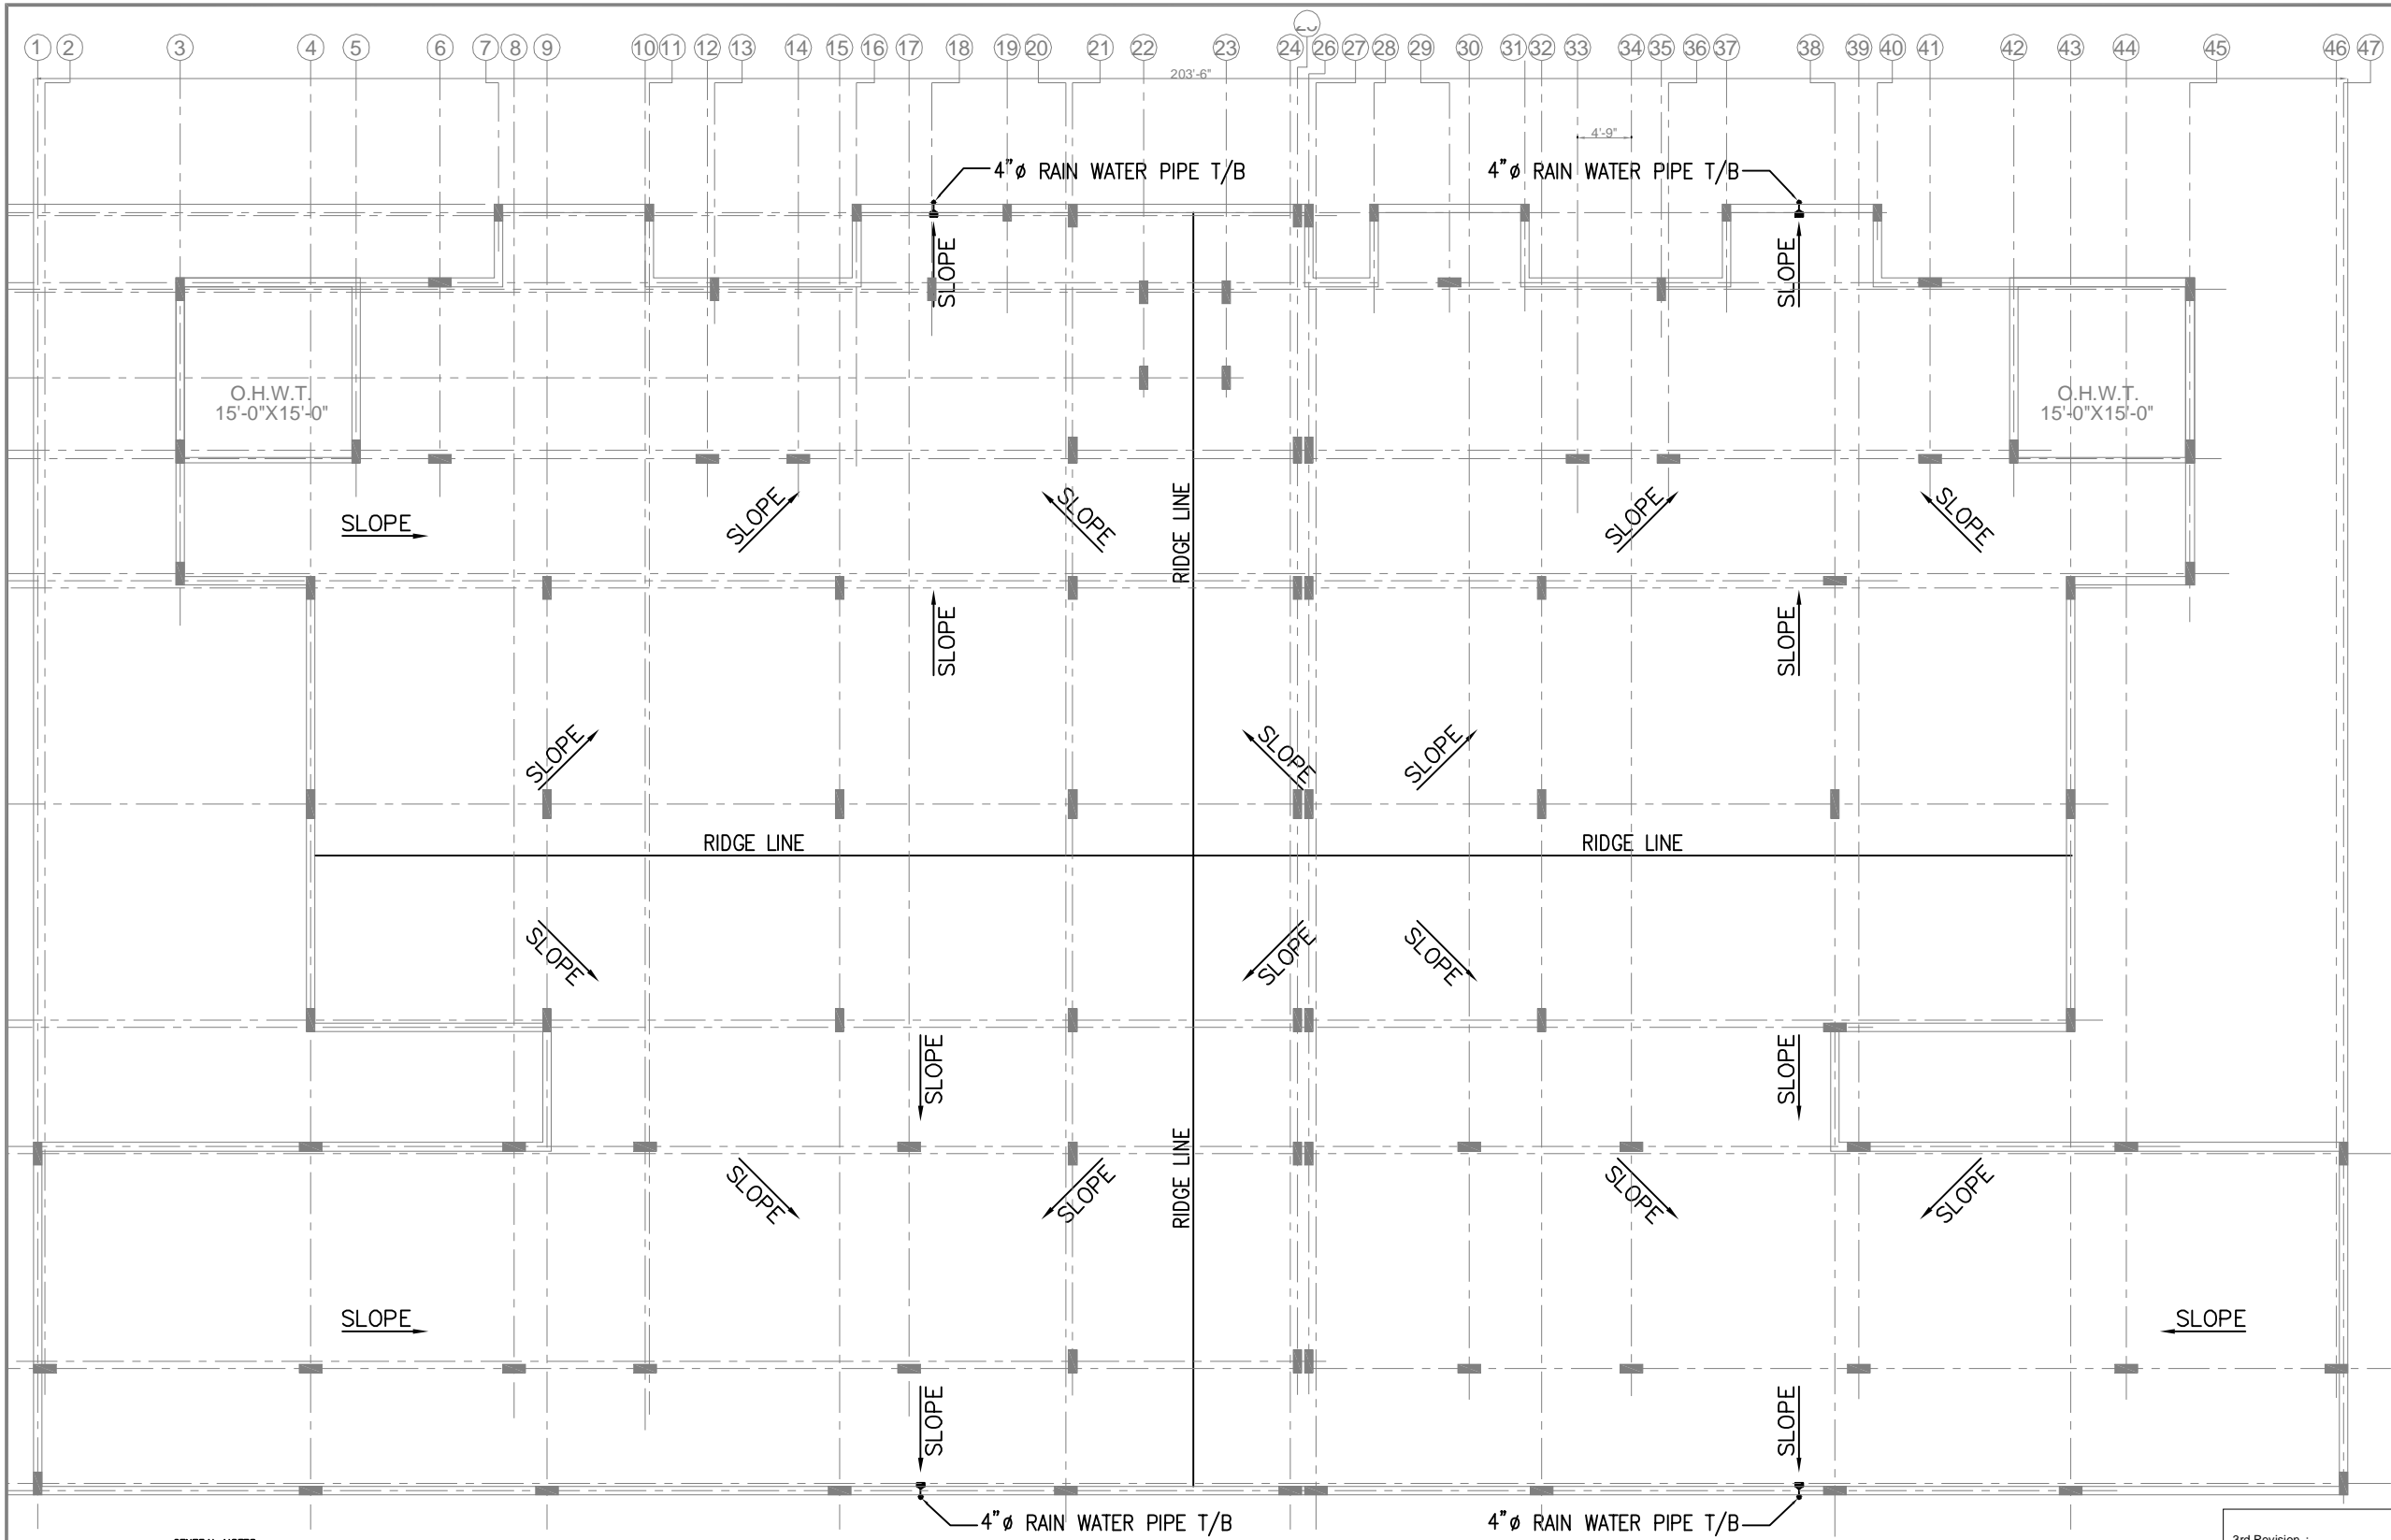 25
1 2 3 4 5 6 7 8 9 10 11 12 13 14 15 16 17 18 19 20 21 22 23 24 26 27 28 29 30 31 32 33 34 35 36 37 38 39 40 41 42 43 44 45 46 47
203'-6"
4'-9"
4"ø RAIN WATER PIPE T/B
4"ø RAIN WATER PIPE T/B
SLOPE
SLOPE
O.H.W.T.
15'-0"X15'-0"
O.H.W.T.
15'-0"X15'-0"
SLOPE
SLOPE
SLOPE
RIDGE LINE
SLOPE
SLOPE
SLOPE
SLOPE
SLOPE
SLOPE
SLOPE
RIDGE LINE
RIDGE LINE
SLOPE
SLOPE
SLOPE
SLOPE
SLOPE
SLOPE
SLOPE
RIDGE LINE
SLOPE
SLOPE
SLOPE
SLOPE
SLOPE
SLOPE
4"ø RAIN WATER PIPE T/B
4"ø RAIN WATER PIPE T/B
GENERAL NOTES
3rd Revision :